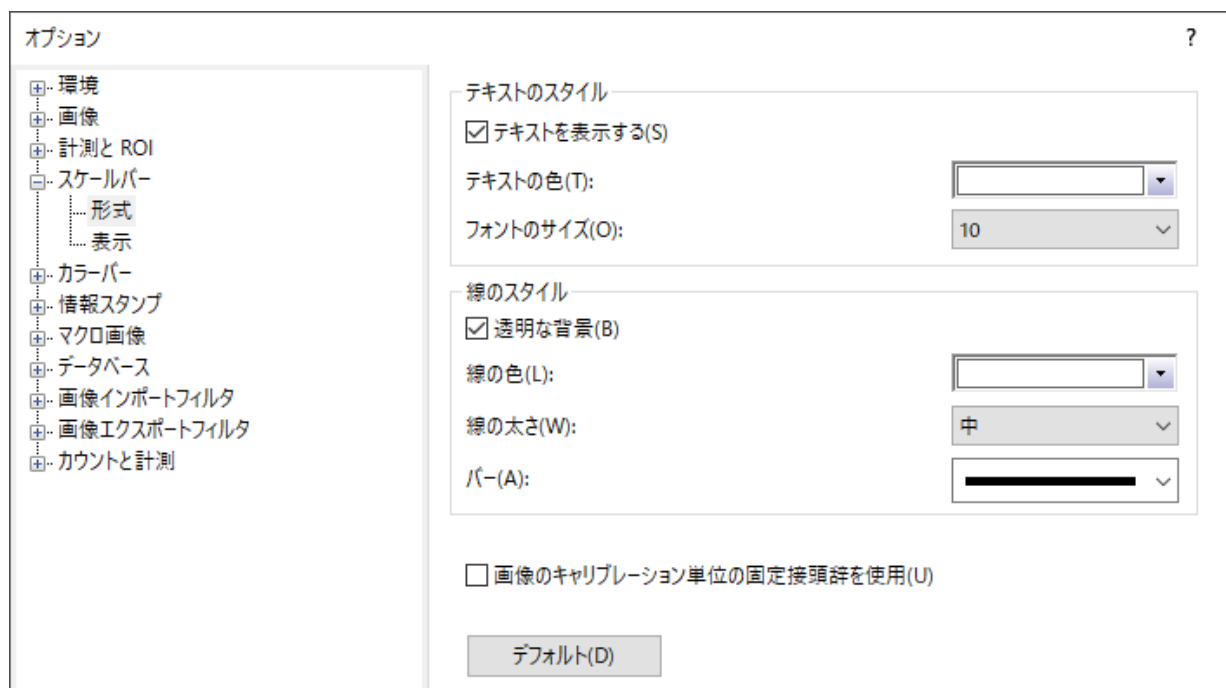 オプション
?
環境
画像
計測と ROI
スケールバー
形式
表示
カラーバー
情報スタンプ
マクロ画像
データベース
画像インポートフィルタ
画像エクスポートフィルタ
カウントと計測
テキストのスタイル
テキストを表示する(S)
テキストの色(T):
フォントのサイズ(O):
10
線のスタイル
透明な背景(B)
線の色(L):
線の太さ(W):
中
バー(A):
画像のキャリブレーション単位の固定接頭辞を使用(U)
デフォルト(D)